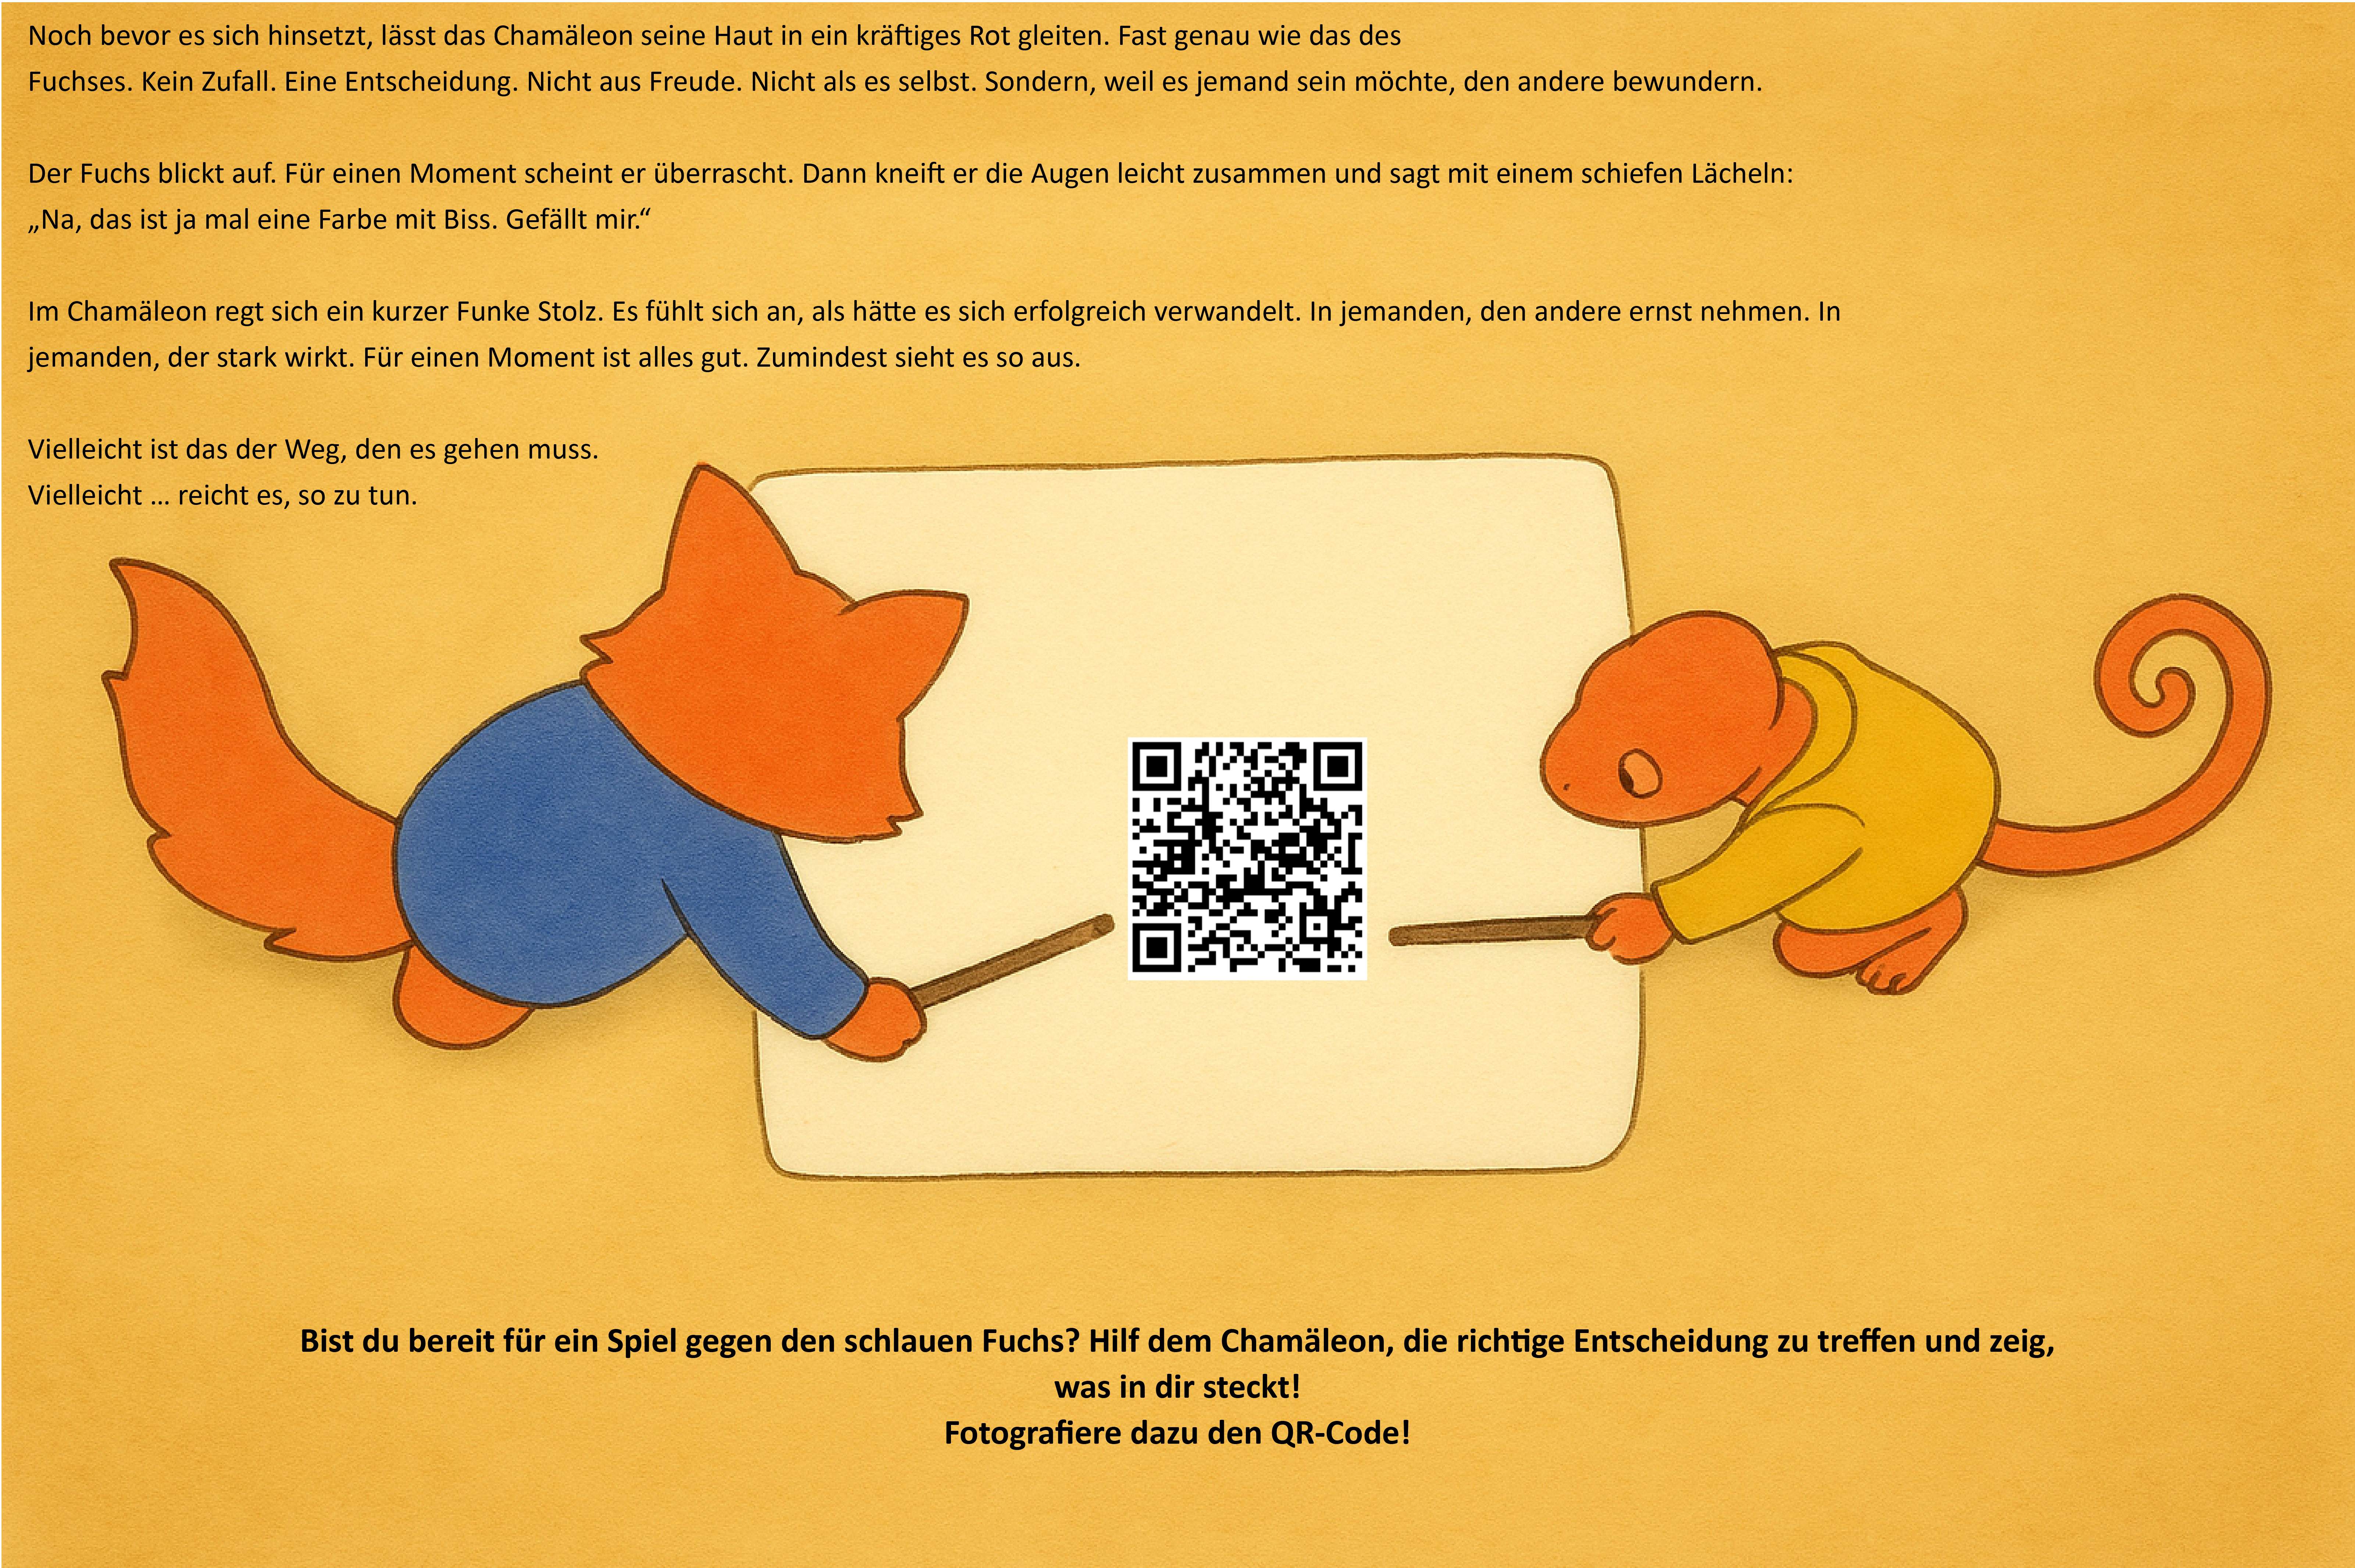 Noch bevor es sich hinsetzt, lässt das Chamäleon seine Haut in ein kräftiges Rot gleiten. Fast genau wie das des
Fuchses. Kein Zufall. Eine Entscheidung. Nicht aus Freude. Nicht als es selbst. Sondern, weil es jemand sein möchte, den andere bewundern.
Der Fuchs blickt auf. Für einen Moment scheint er überrascht. Dann kneift er die Augen leicht zusammen und sagt mit einem schiefen Lächeln:
„Na, das ist ja mal eine Farbe mit Biss. Gefällt mir.“
Im Chamäleon regt sich ein kurzer Funke Stolz. Es fühlt sich an, als hätte es sich erfolgreich verwandelt. In jemanden, den andere ernst nehmen. In
jemanden, der stark wirkt. Für einen Moment ist alles gut. Zumindest sieht es so aus.
Vielleicht ist das der Weg, den es gehen muss.
Vielleicht … reicht es, so zu tun.
Bist du bereit für ein Spiel gegen den schlauen Fuchs? Hilf dem Chamäleon, die richtige Entscheidung zu treffen und zeig,
was in dir steckt!
Fotografiere dazu den QR-Code!